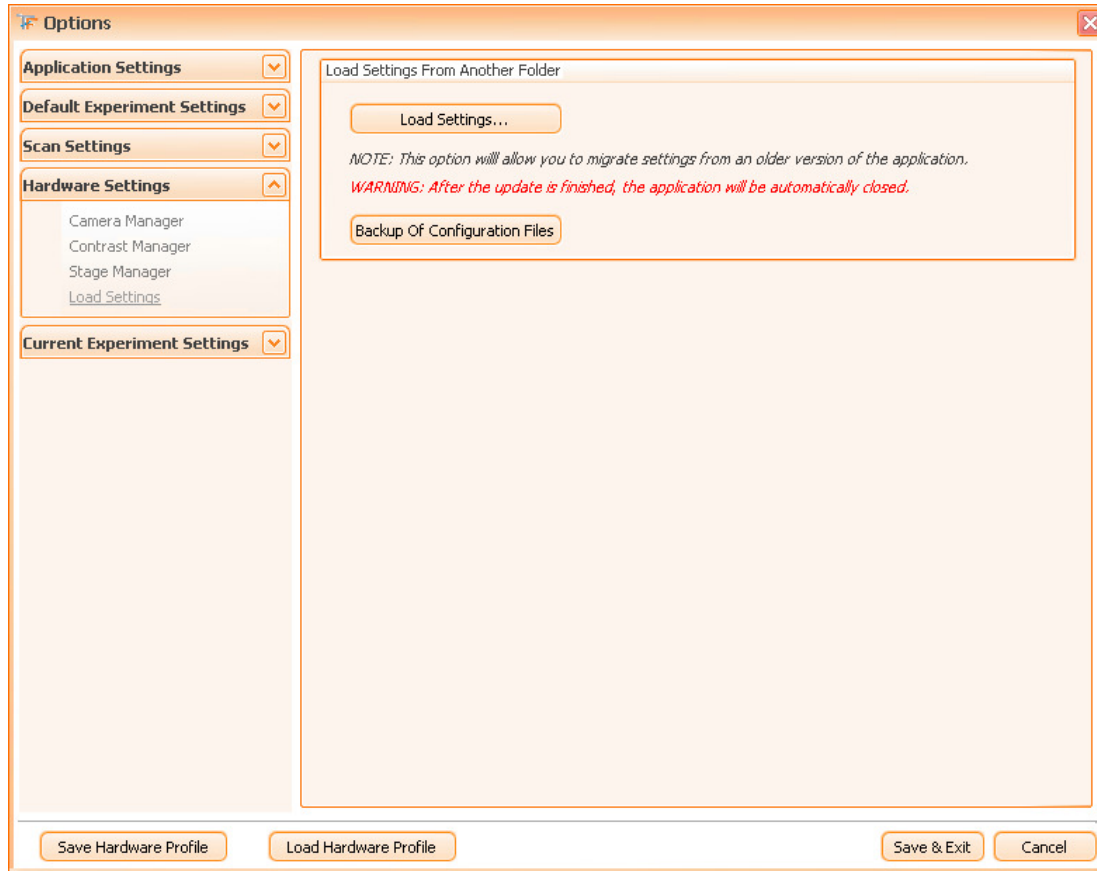 Options
Application Settings
Default Experiment Settings
Scan Settings
Hardware Settings
Camera Manager
Contrast Manager
Stage Manager
Load Settings
Current Experiment Settings
Load Settings From Another Folder
Load Settings...
NOTE: This option willl allow you to migrate settings from an older version of the application.
WARNING: After the update is finished, the application will be automatically closed.
Backup Of Configuration Files
Save Hardware Profile
Load Hardware Profile
Save & Exit
Cancel